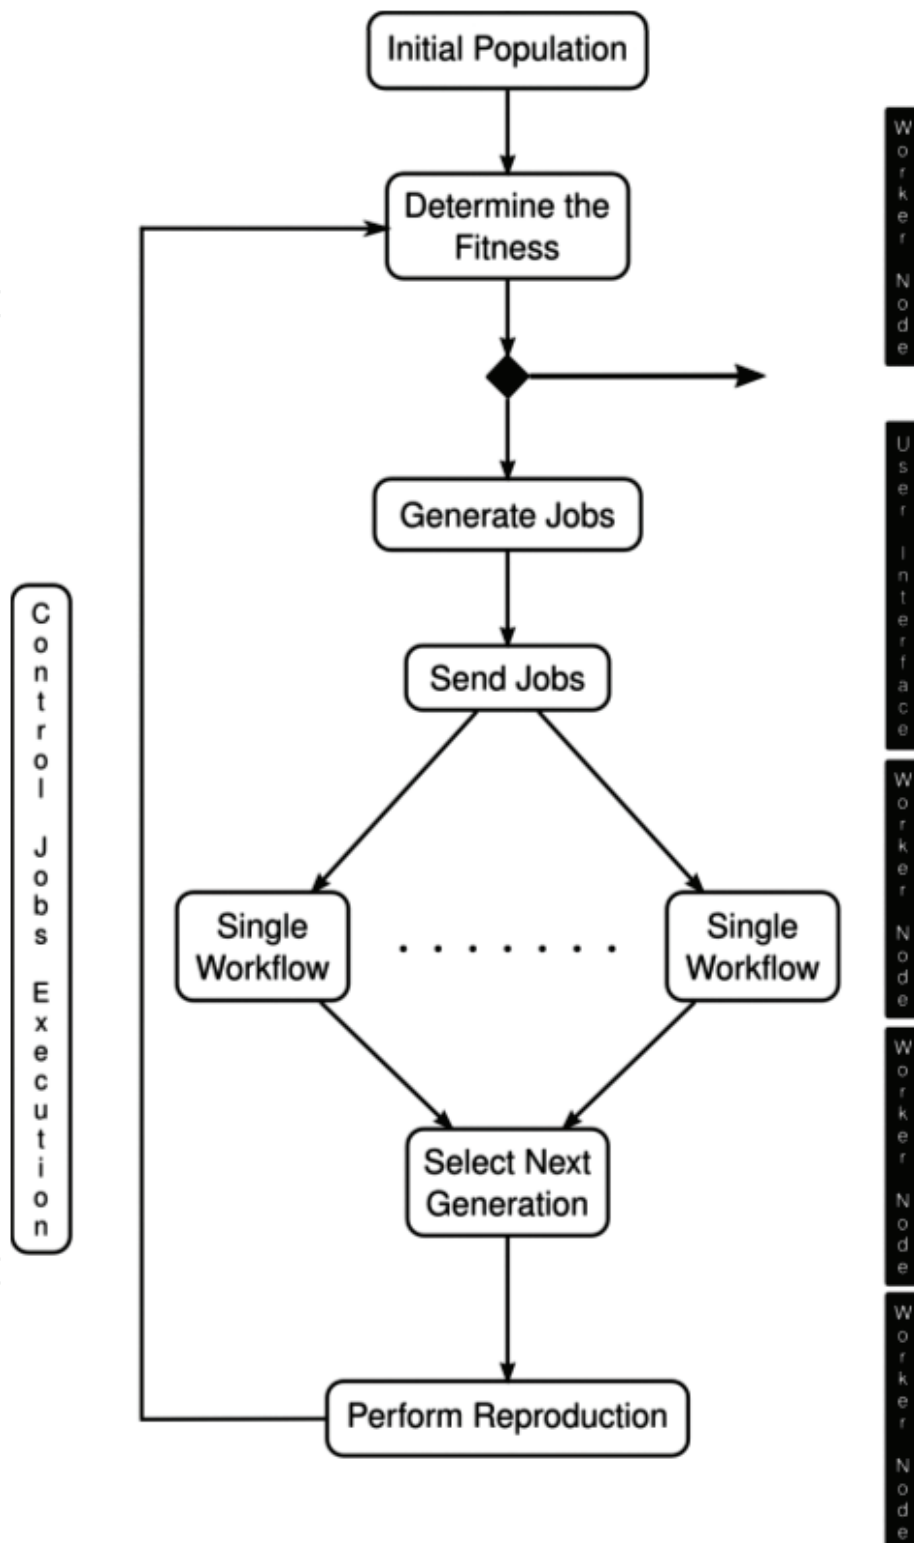 Initial Population
Worker Node
Determine the
Fitness
Generate Jobs
User Interface
Control Jobs Execution
Send Jobs
Worker Node
Single
Workflow
Single
Workflow
Worker Node
Select Next
Generation
Worker Node
Perform Reproduction